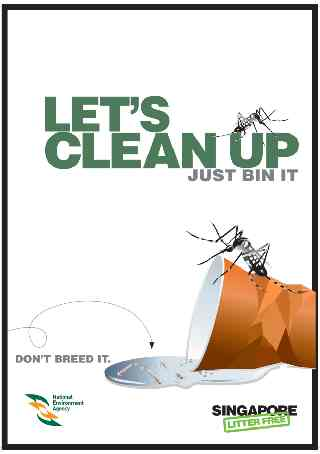 LET'S
CLEAN UP
JUST BIN IT
DON'T BREED IT.
National
Environment
Agency
SINGAPORE
LITTER FREE